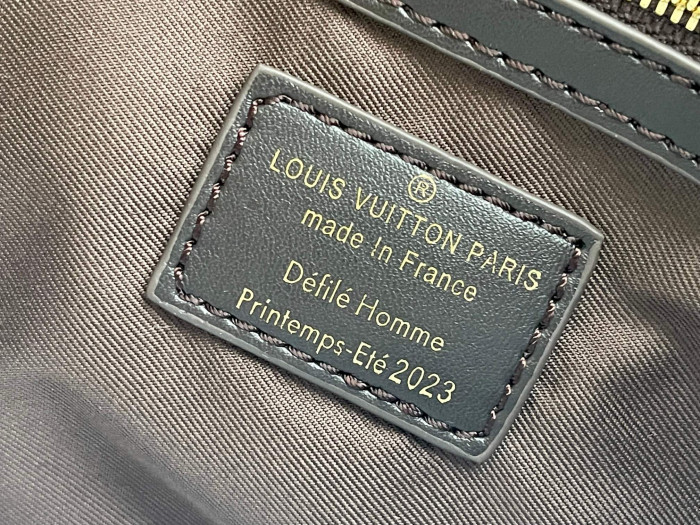 ®
LOUIS VUITTON PARIS
made in France
Défilé Homme
Printemps-Eté 2023